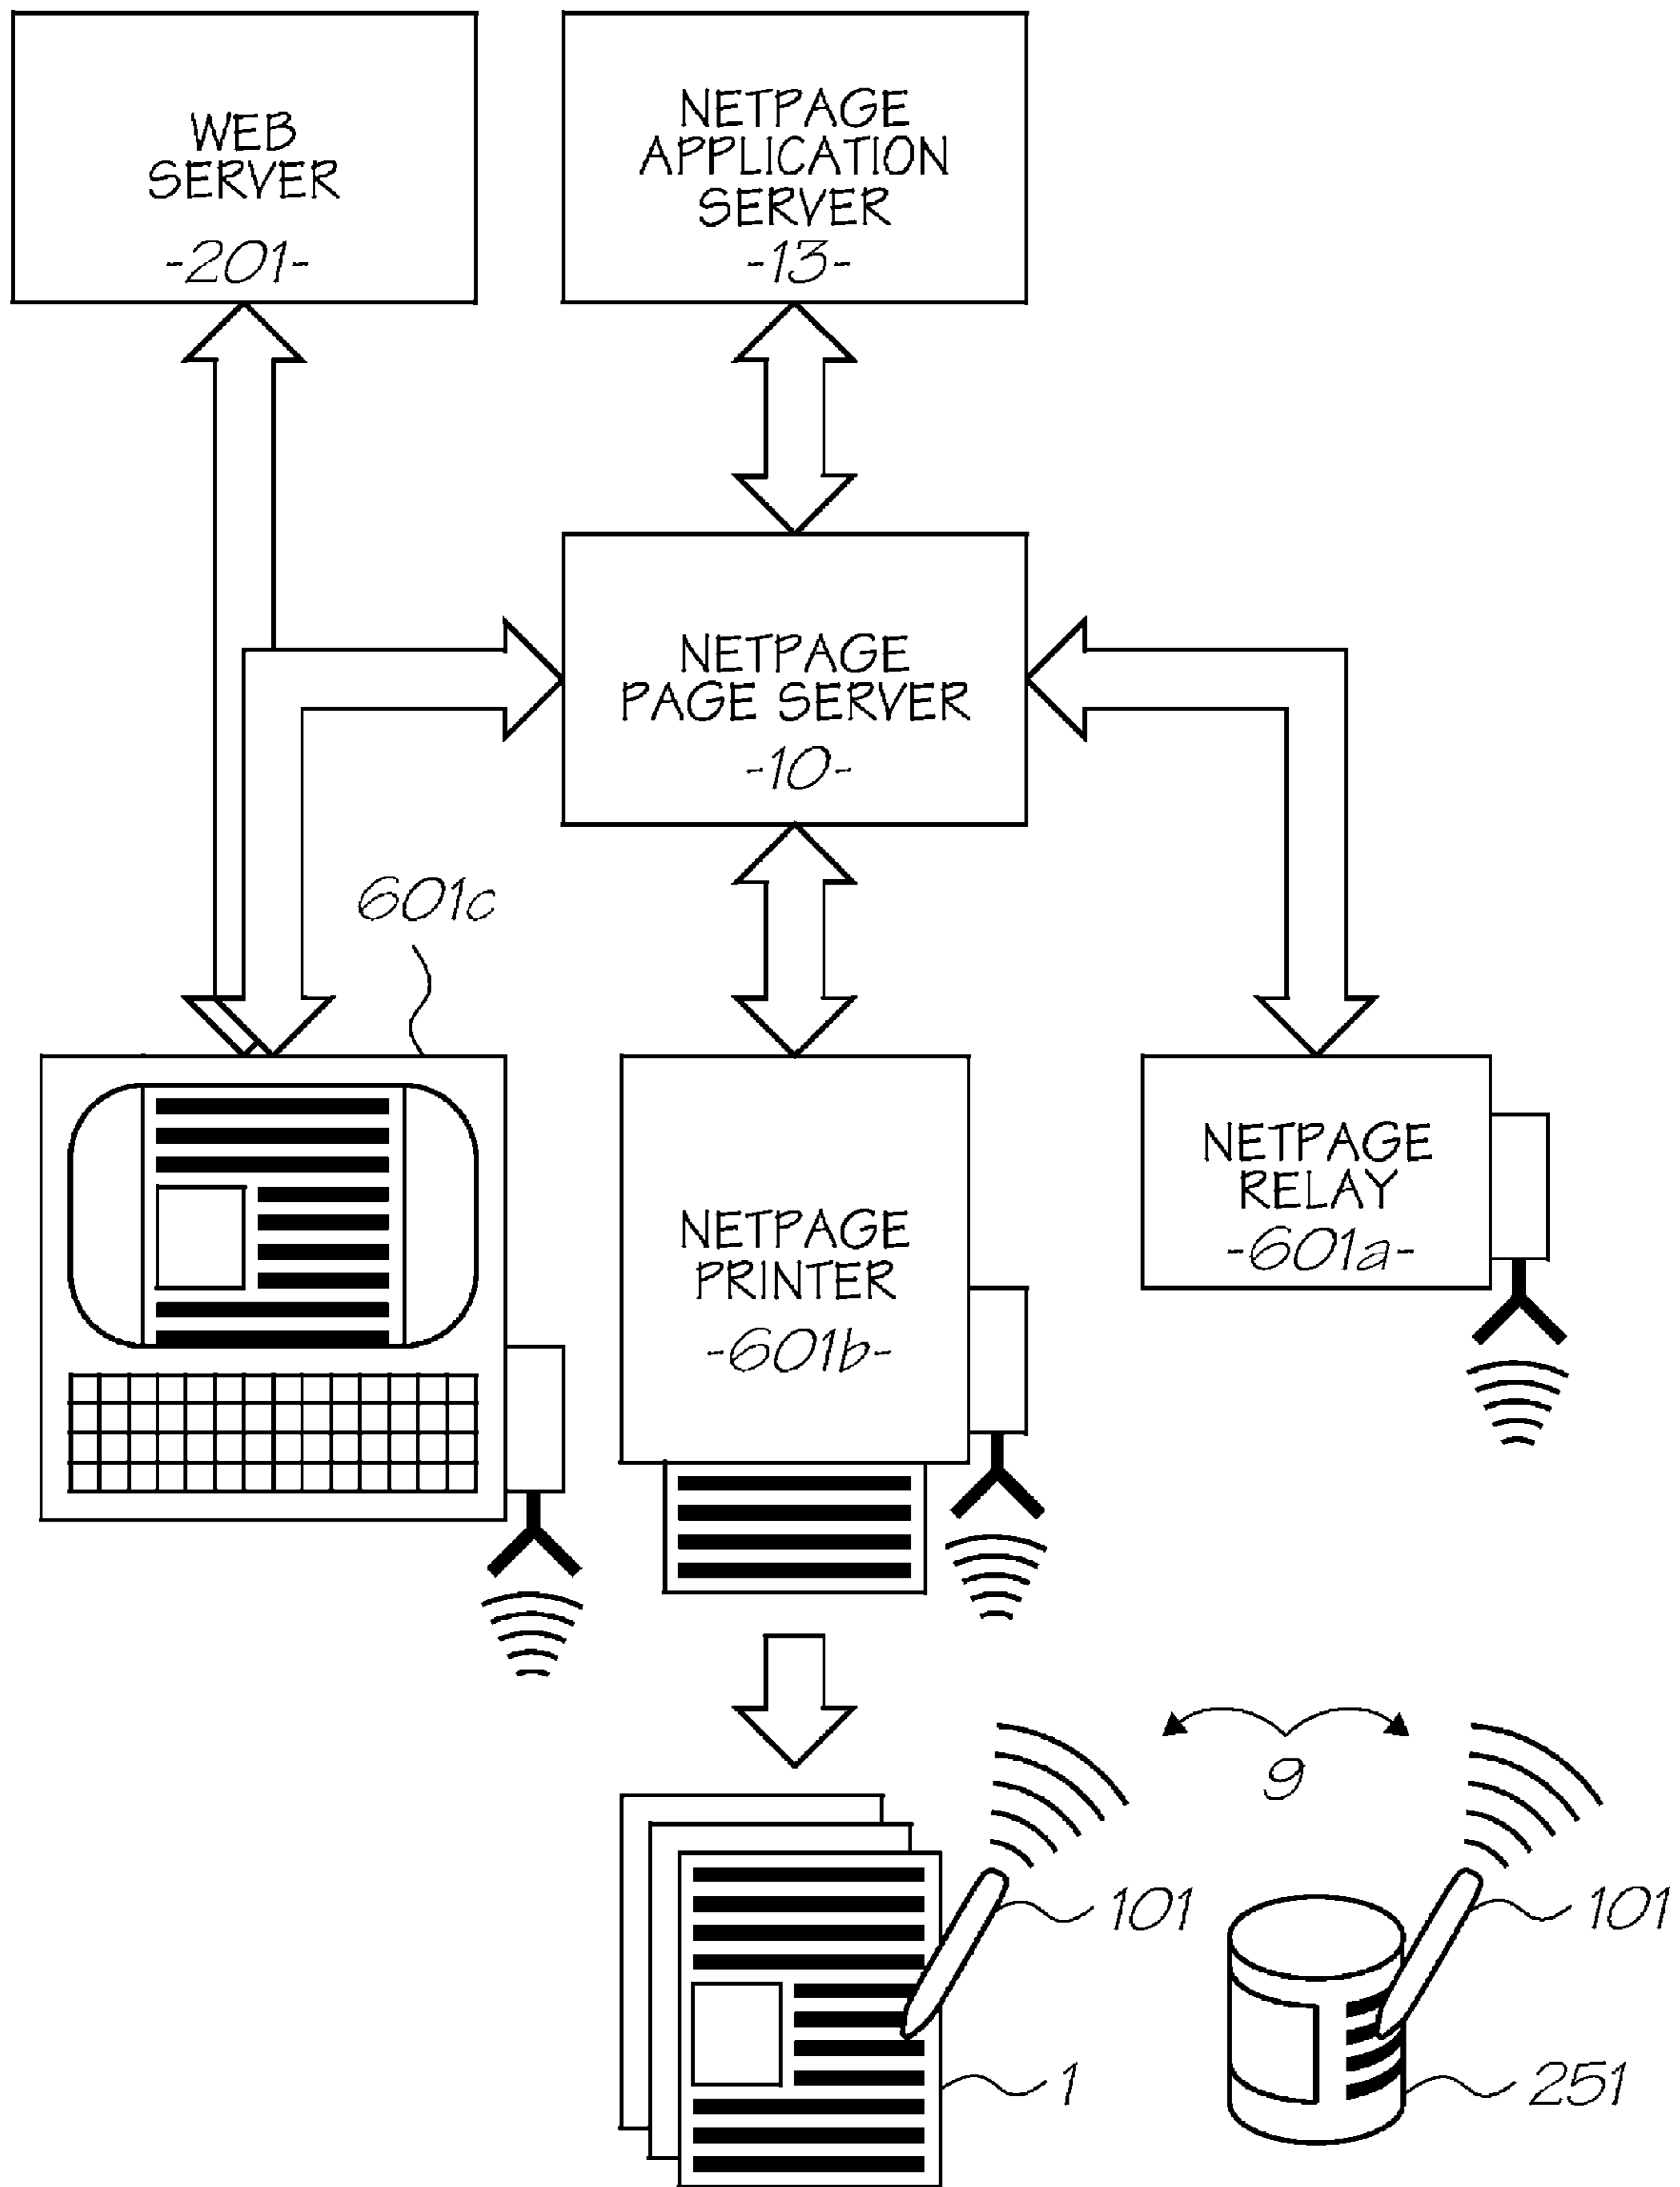 WEB
SERVER
-201-
NETPAGE
APPLICATION
SERVER
-13-
NETPAGE
PAGE SERVER
-10-
601c
NETPAGE
PRINTER
-601b-
NETPAGE
RELAY
-601a-
9
101
101
1
251